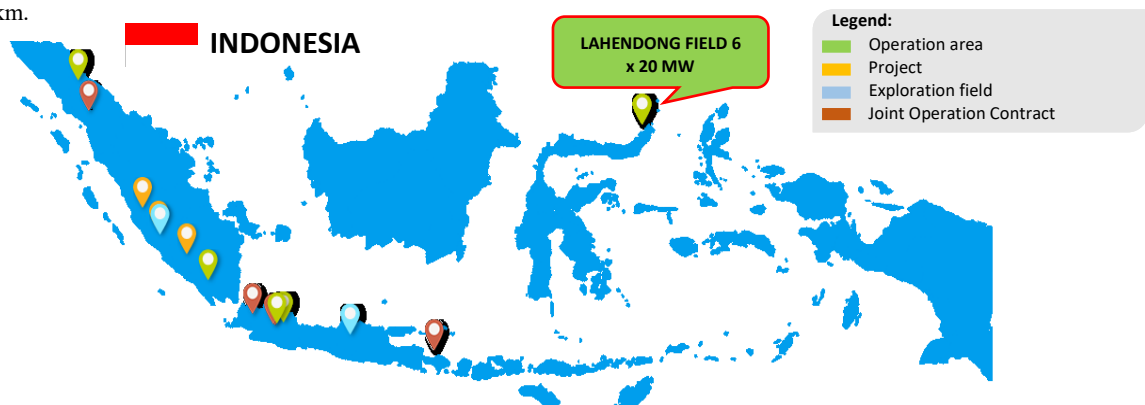 km.
INDONESIA
LAHENDONG FIELD 6
x 20 MW
Legend:
Operation area
Project
Exploration field
Joint Operation Contract